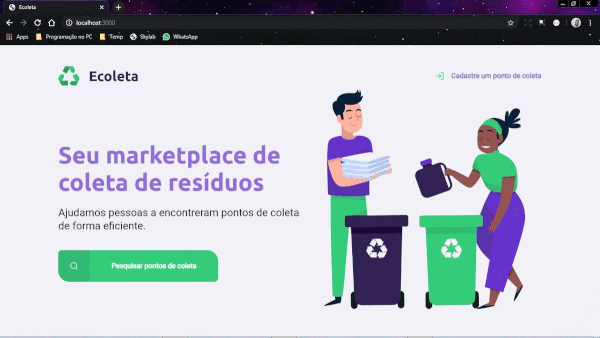 Ecoleta
localhost:3000
Apps
Programação no PC
'Temp
Skylab
WhatsApp
Ecoleta
Cadastre um ponto de coleta
Seu marketplace de
coleta de resíduos
Ajudamos pessoas a encontreram pontos de coleta
de forma eficiente.
Pesquisar pontos de coleta